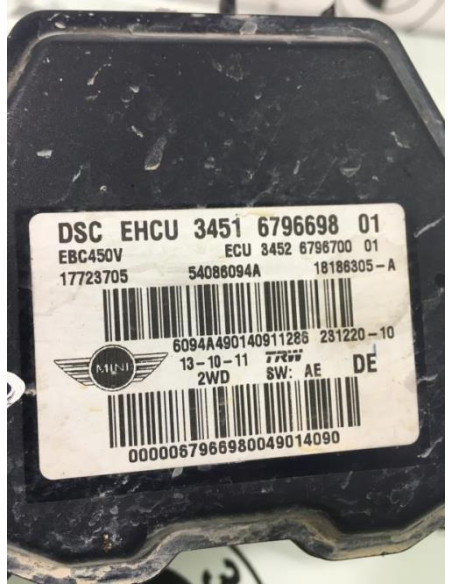 DSC EHCU 3451 6796698 01
EBC450V ECU 3452 6796700 01
17723705 54086094A 18186305-A
6094A490140911286 231220-10
MINI 13-10-11 TRW DE
2WD SW: AE
0000067966980049014090